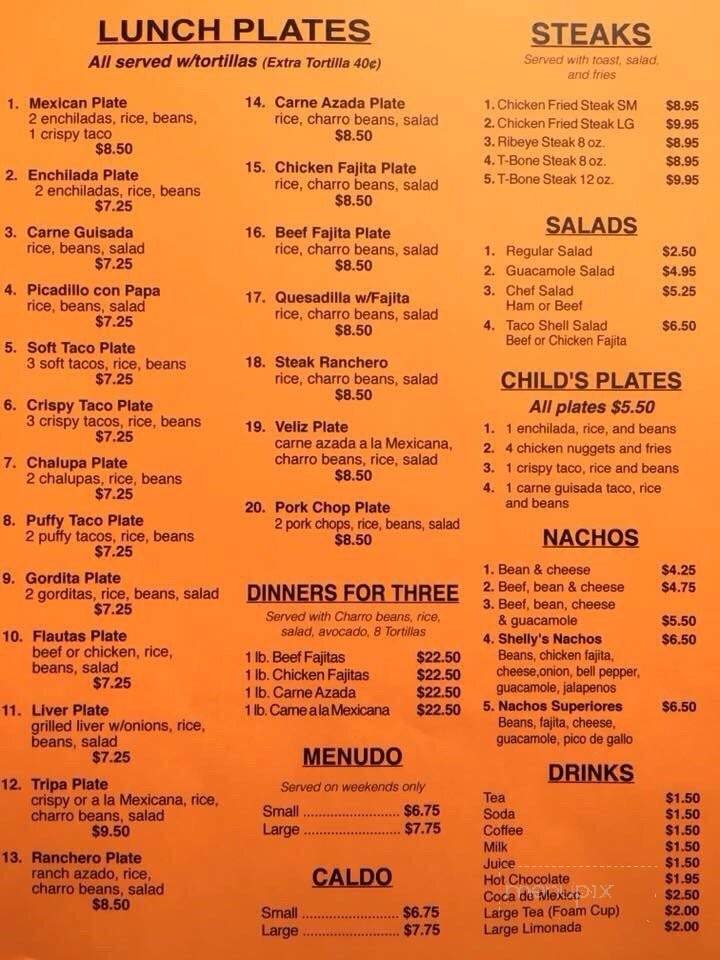 LUNCH PLATES
All served w/tortillas (Extra Tortilla 40¢)
1. Mexican Plate
2 enchiladas, rice, beans,
1 crispy taco
$8.50
2. Enchilada Plate
2 enchiladas, rice, beans
$7.25
3. Carne Guisada
rice, beans, salad
$7.25
4. Picadillo con Papa
rice, beans, salad
$7.25
5. Soft Taco Plate
3 soft tacos, rice, beans
$7.25
6. Crispy Taco Plate
3 crispy tacos, rice, beans
$7.25
7. Chalupa Plate
2 chalupas, rice, beans
$7.25
8. Puffy Taco Plate
2 puffy tacos, rice, beans
$7.25
9. Gordita Plate
2 gorditas, rice, beans, salad
$7.25
10. Flautas Plate
beef or chicken, rice,
beans, salad
$7.25
11. Liver Plate
grilled liver w/onions, rice,
beans, salad
$7.25
12. Tripa Plate
crispy or a la Mexicana, rice,
charro beans, salad
$9.50
13. Ranchero Plate
ranch azado, rice,
charro beans, salad
$8.50
14. Carne Azada Plate
rice, charro beans, salad
$8.50
15. Chicken Fajita Plate
rice, charro beans, salad
$8.50
16. Beef Fajita Plate
rice, charro beans, salad
$8.50
17. Quesadilla w/Fajita
rice, charro beans, salad
$8.50
18. Steak Ranchero
rice, charro beans, salad
$8.50
19. Veliz Plate
carne azada a la Mexicana,
charro beans, rice, salad
$8.50
20. Pork Chop Plate
2 pork chops, rice, beans, salad
$8.50
DINNERS FOR THREE
Served with Charro beans, rice,
salad, avocado, 8 Tortillas
1 lb. Beef Fajitas $22.50
1 lb. Chicken Fajitas $22.50
1 lb. Carne Azada $22.50
1 lb. Carne a la Mexicana $22.50
MENUDO
Served on weekends only
Small .......................... $6.75
Large .......................... $7.75
CALDO
Small .......................... $6.75
Large .......................... $7.75
STEAKS
Served with toast, salad,
and fries
1. Chicken Fried Steak SM $8.95
2. Chicken Fried Steak LG $9.95
3. Ribeye Steak 8 oz. $8.95
4. T-Bone Steak 8 oz. $8.95
5. T-Bone Steak 12 oz. $9.95
SALADS
1. Regular Salad $2.50
2. Guacamole Salad $4.95
3. Chef Salad $5.25
Ham or Beef
4. Taco Shell Salad $6.50
Beef or Chicken Fajita
CHILD'S PLATES
All plates $5.50
1. 1 enchilada, rice, and beans
2. 4 chicken nuggets and fries
3. 1 crispy taco, rice and beans
4. 1 carne guisada taco, rice
and beans
NACHOS
1. Bean & cheese $4.25
2. Beef, bean & cheese $4.75
3. Beef, bean, cheese
& guacamole $5.50
4. Shelly's Nachos $6.50
Beans, chicken fajita,
cheese,onion, bell pepper,
guacamole, jalapenos
5. Nachos Superiores $6.50
Beans, fajita, cheese,
guacamole, pico de gallo
DRINKS
Tea $1.50
Soda $1.50
Coffee $1.50
Milk $1.50
Juice $1.50
Hot Chocolate $1.95
Coca de Mexico $2.50
Large Tea (Foam Cup) $2.00
Large Limonada $2.00
menupix